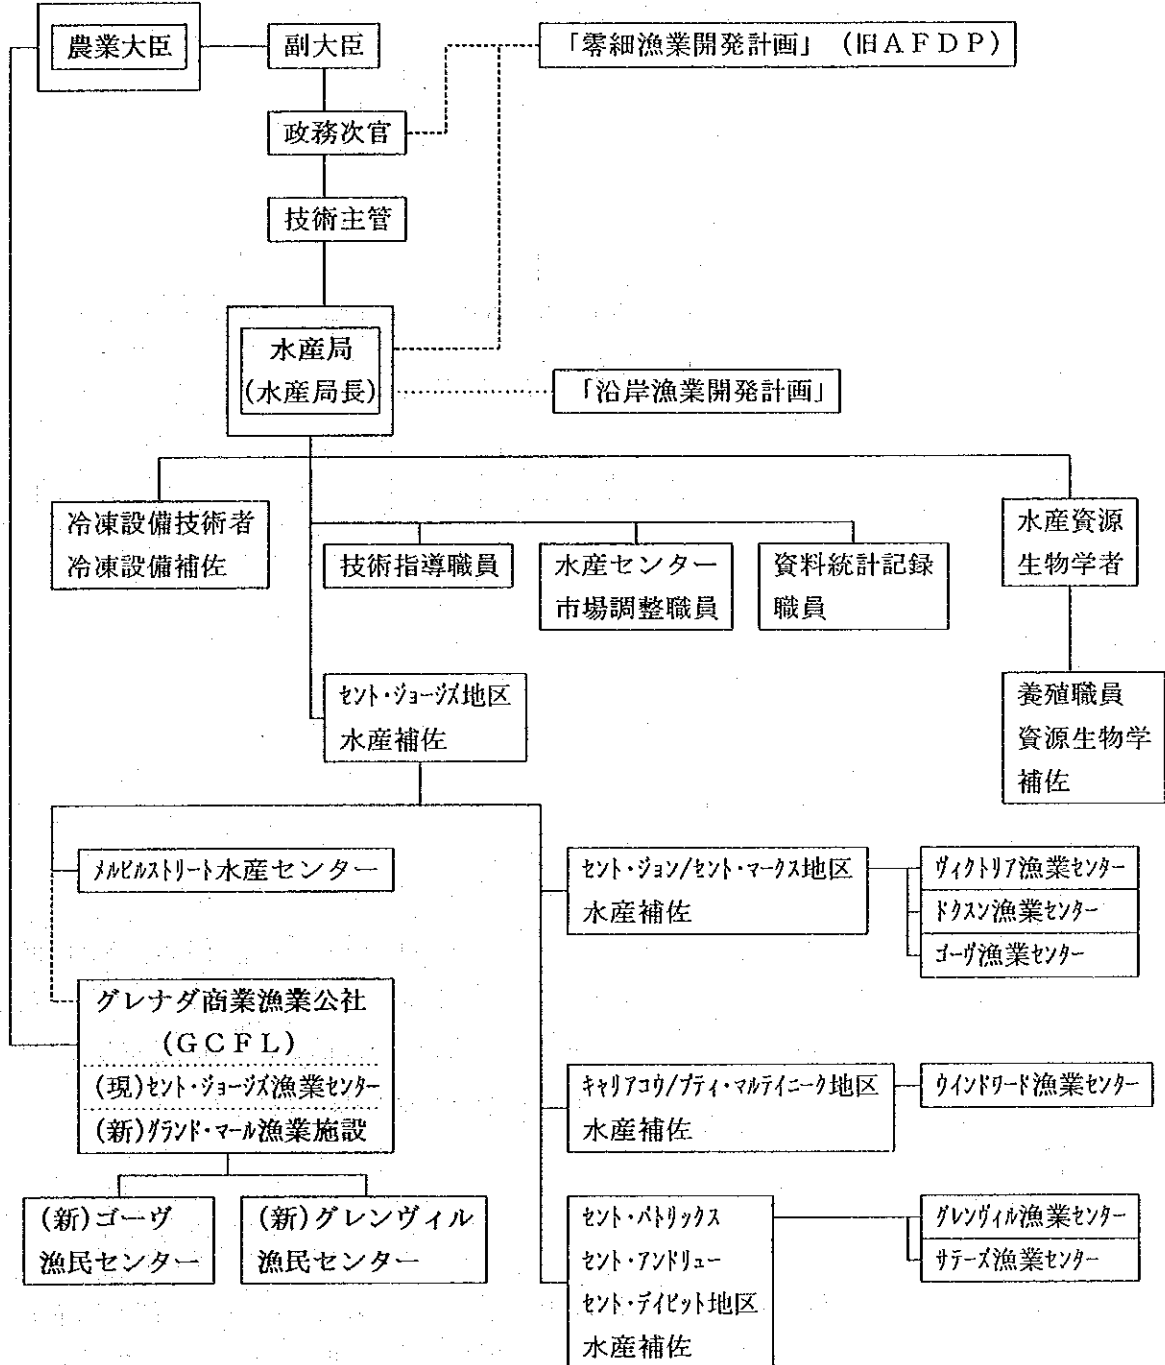 農業大臣
副大臣
「零細漁業開発計画」（旧ＡＦＤＰ）
政務次官
技術主管
水産局
(水産局長)
「沿岸漁業開発計画」
冷凍設備技術者
冷凍設備補佐
技術指導職員
水産センター
市場調整職員
資料統計記録
職員
水産資源
生物学者
養殖職員
資源生物学
補佐
ｾﾝﾄ･ｼﾞｮｰｼﾞｽﾞ地区
水産補佐
ﾒﾙﾋﾞﾙｽﾄﾘｰﾄ水産センター
グレナダ商業漁業公社
(ＧＣＦＬ)
(現)ｾﾝﾄ･ｼﾞｮｰｼﾞｽﾞ漁業ｾﾝﾀｰ
(新)ｸﾞﾗﾝﾄﾞ･ﾏｰﾙ漁業施設
(新)ゴーヴ
漁民センター
(新)グレンヴィル
漁民センター
ｾﾝﾄ･ｼﾞｮﾝ/ｾﾝﾄ･ﾏｰｸｽ地区
水産補佐
ｳﾞｨｸﾄﾘｱ漁業ｾﾝﾀｰ
ﾄﾞｸｽﾝ漁業ｾﾝﾀｰ
ｺﾞｰｳﾞ漁業ｾﾝﾀｰ
ｷｬﾘｱｺｳ/ﾌﾟﾃｨ･ﾏﾙﾃｲﾆｰｸ地区
水産補佐
ｳｲﾝﾄﾞﾜｰﾄﾞ漁業ｾﾝﾀｰ
ｾﾝﾄ･ﾊﾟﾄﾘｯｸｽ
ｾﾝﾄ･ｱﾝﾄﾞﾘｭｰ
ｾﾝﾄ･ﾃﾞｲﾋﾞｯﾄ地区
水産補佐
ｸﾞﾚﾝｳﾞｨﾙ漁業ｾﾝﾀｰ
ｻﾃｰｽﾞ漁業ｾﾝﾀｰ